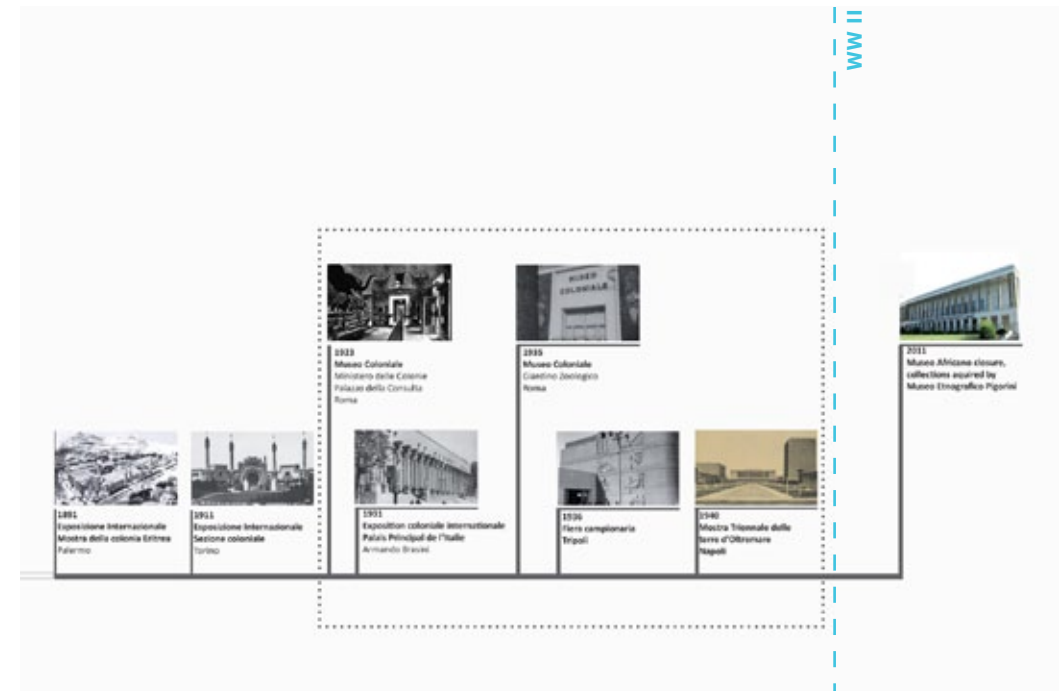 WW II
MUSEO
COLONIALE
1923
Museo Coloniale
Ministero delle Colonie
Palazzo della Consulta
Roma
1935
Museo Coloniale
Giardino Zoologico
Roma
2011
Museo Africano closure,
collections aquired by
Museo Etnografico Pigorini
1891
Esposizione Internazionale
Mostra della colonia Eritrea
Palermo
1911
Esposizione Internazionale
Sezione coloniale
Torino
1931
Exposition coloniale internationale
Palais Principal de l'Italie
Armando Brasini
1936
Fiera campionaria
Tripoli
1940
Mostra Triennale delle
terre d'Oltremare
Napoli